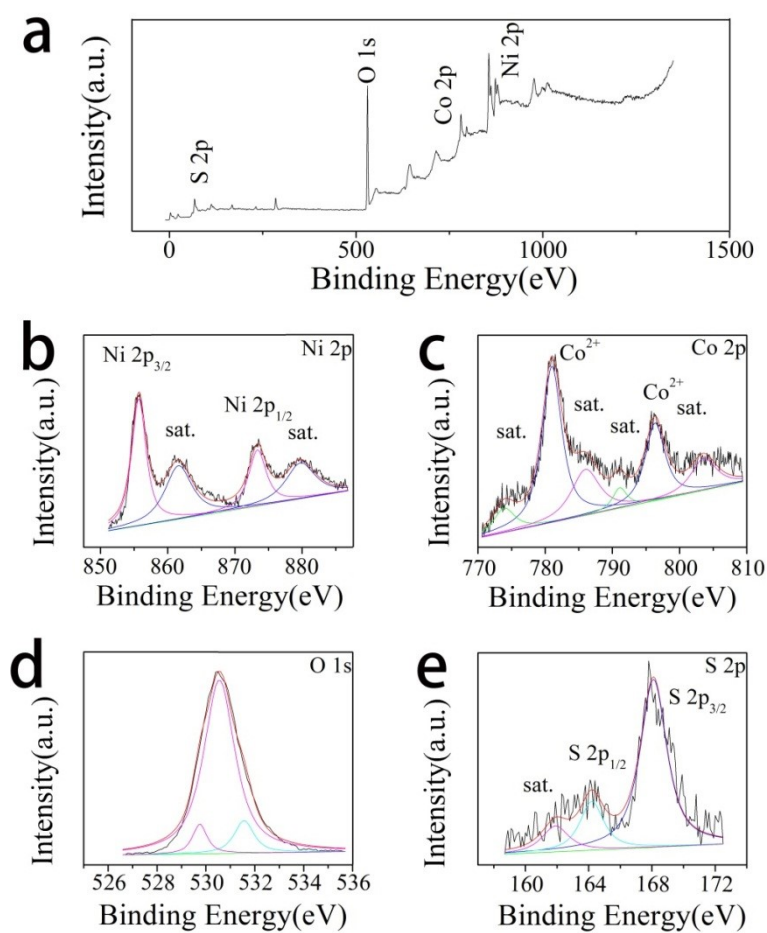 a
Intensity(a.u.)
S 2p
O 1s
Co 2p
Ni 2p
0 500 1000 1500
Binding Energy(eV)
b
Intensity(a.u.)
Ni 2p3/2
Ni 2p
sat.
Ni 2p1/2
sat.
850 860 870 880
Binding Energy(eV)
c
Intensity(a.u.)
Co2+
Co 2p
sat.
sat.
sat.
Co2+
sat.
770 780 790 800 810
Binding Energy(eV)
d
Intensity(a.u.)
O 1s
526 528 530 532 534 536
Binding Energy(eV)
e
Intensity(a.u.)
S 2p
S 2p3/2
S 2p1/2
sat.
160 164 168 172
Binding Energy(eV)